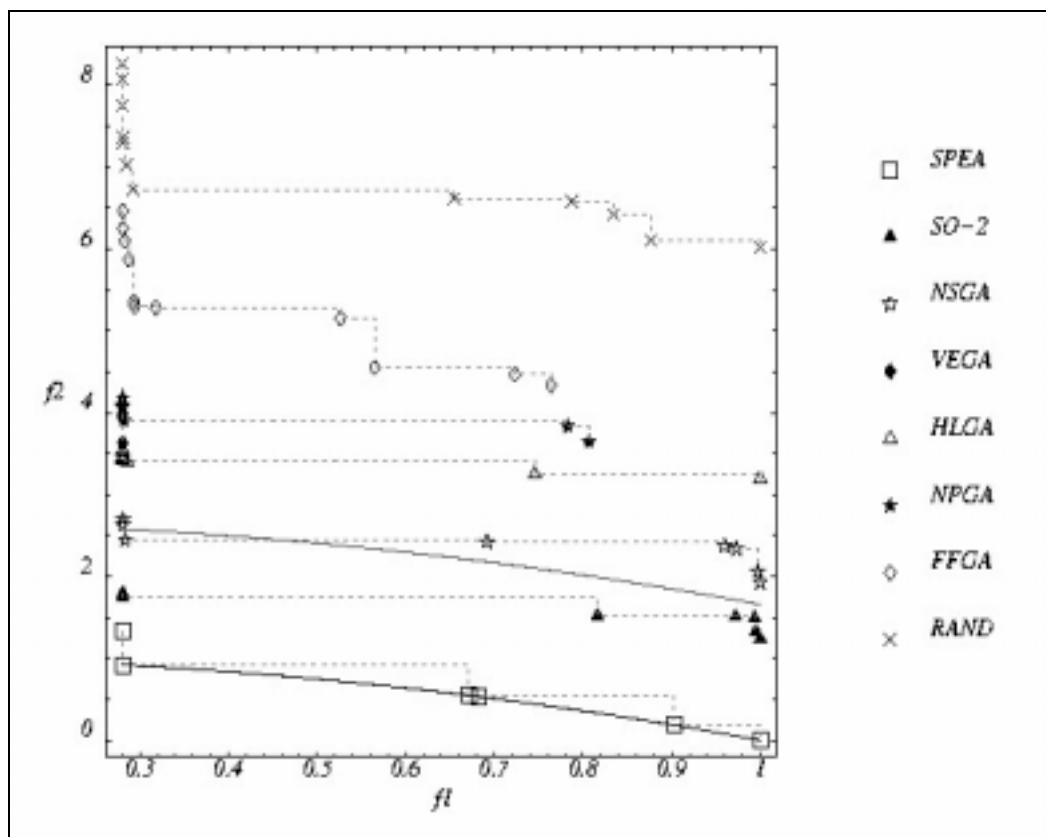 8
6
4
2
0
f2
0.3 0.4 0.5 0.6 0.7 0.8 0.9 1
f1
SPEA
SO-2
NSGA
VEGA
HLGA
NPGA
FFGA
RAND